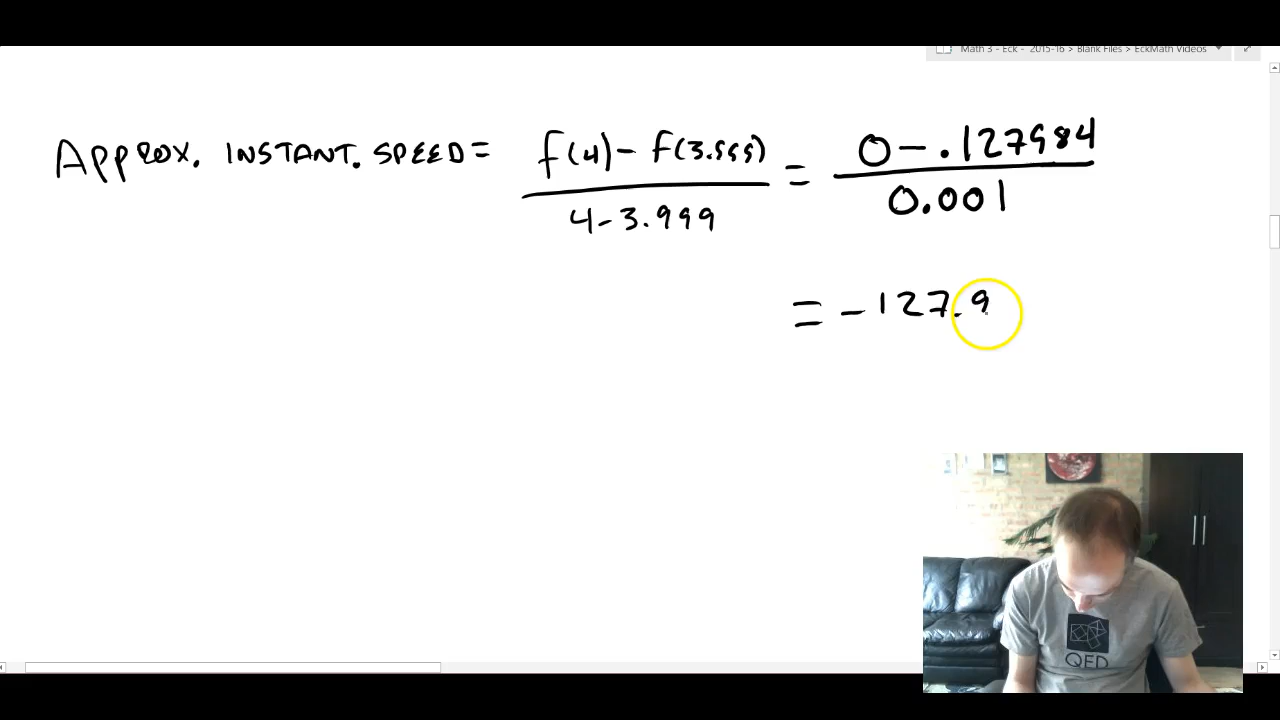 Math 3 - Eck - 2015-16 > Blank Files > EckMath Videos
APPROX. INSTANT. SPEED = f(4) - f(3.999) / 4 - 3.999 = 0 - .127984 / 0.001
= -127.9
QED